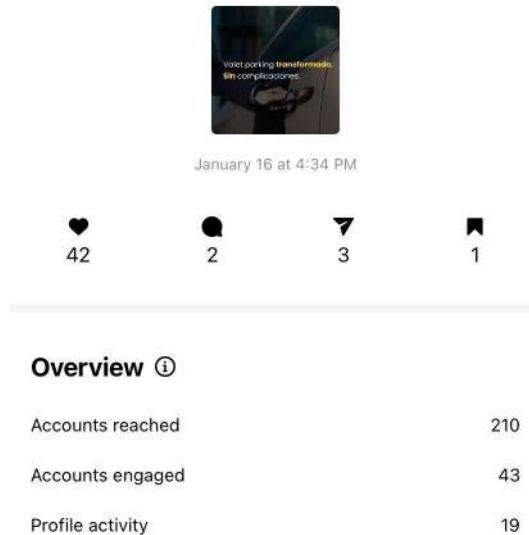 Valet parking transformado.
Sin complicaciones.
January 16 at 4:34 PM
42 2 3 1
Overview
Accounts reached 210
Accounts engaged 43
Profile activity 19